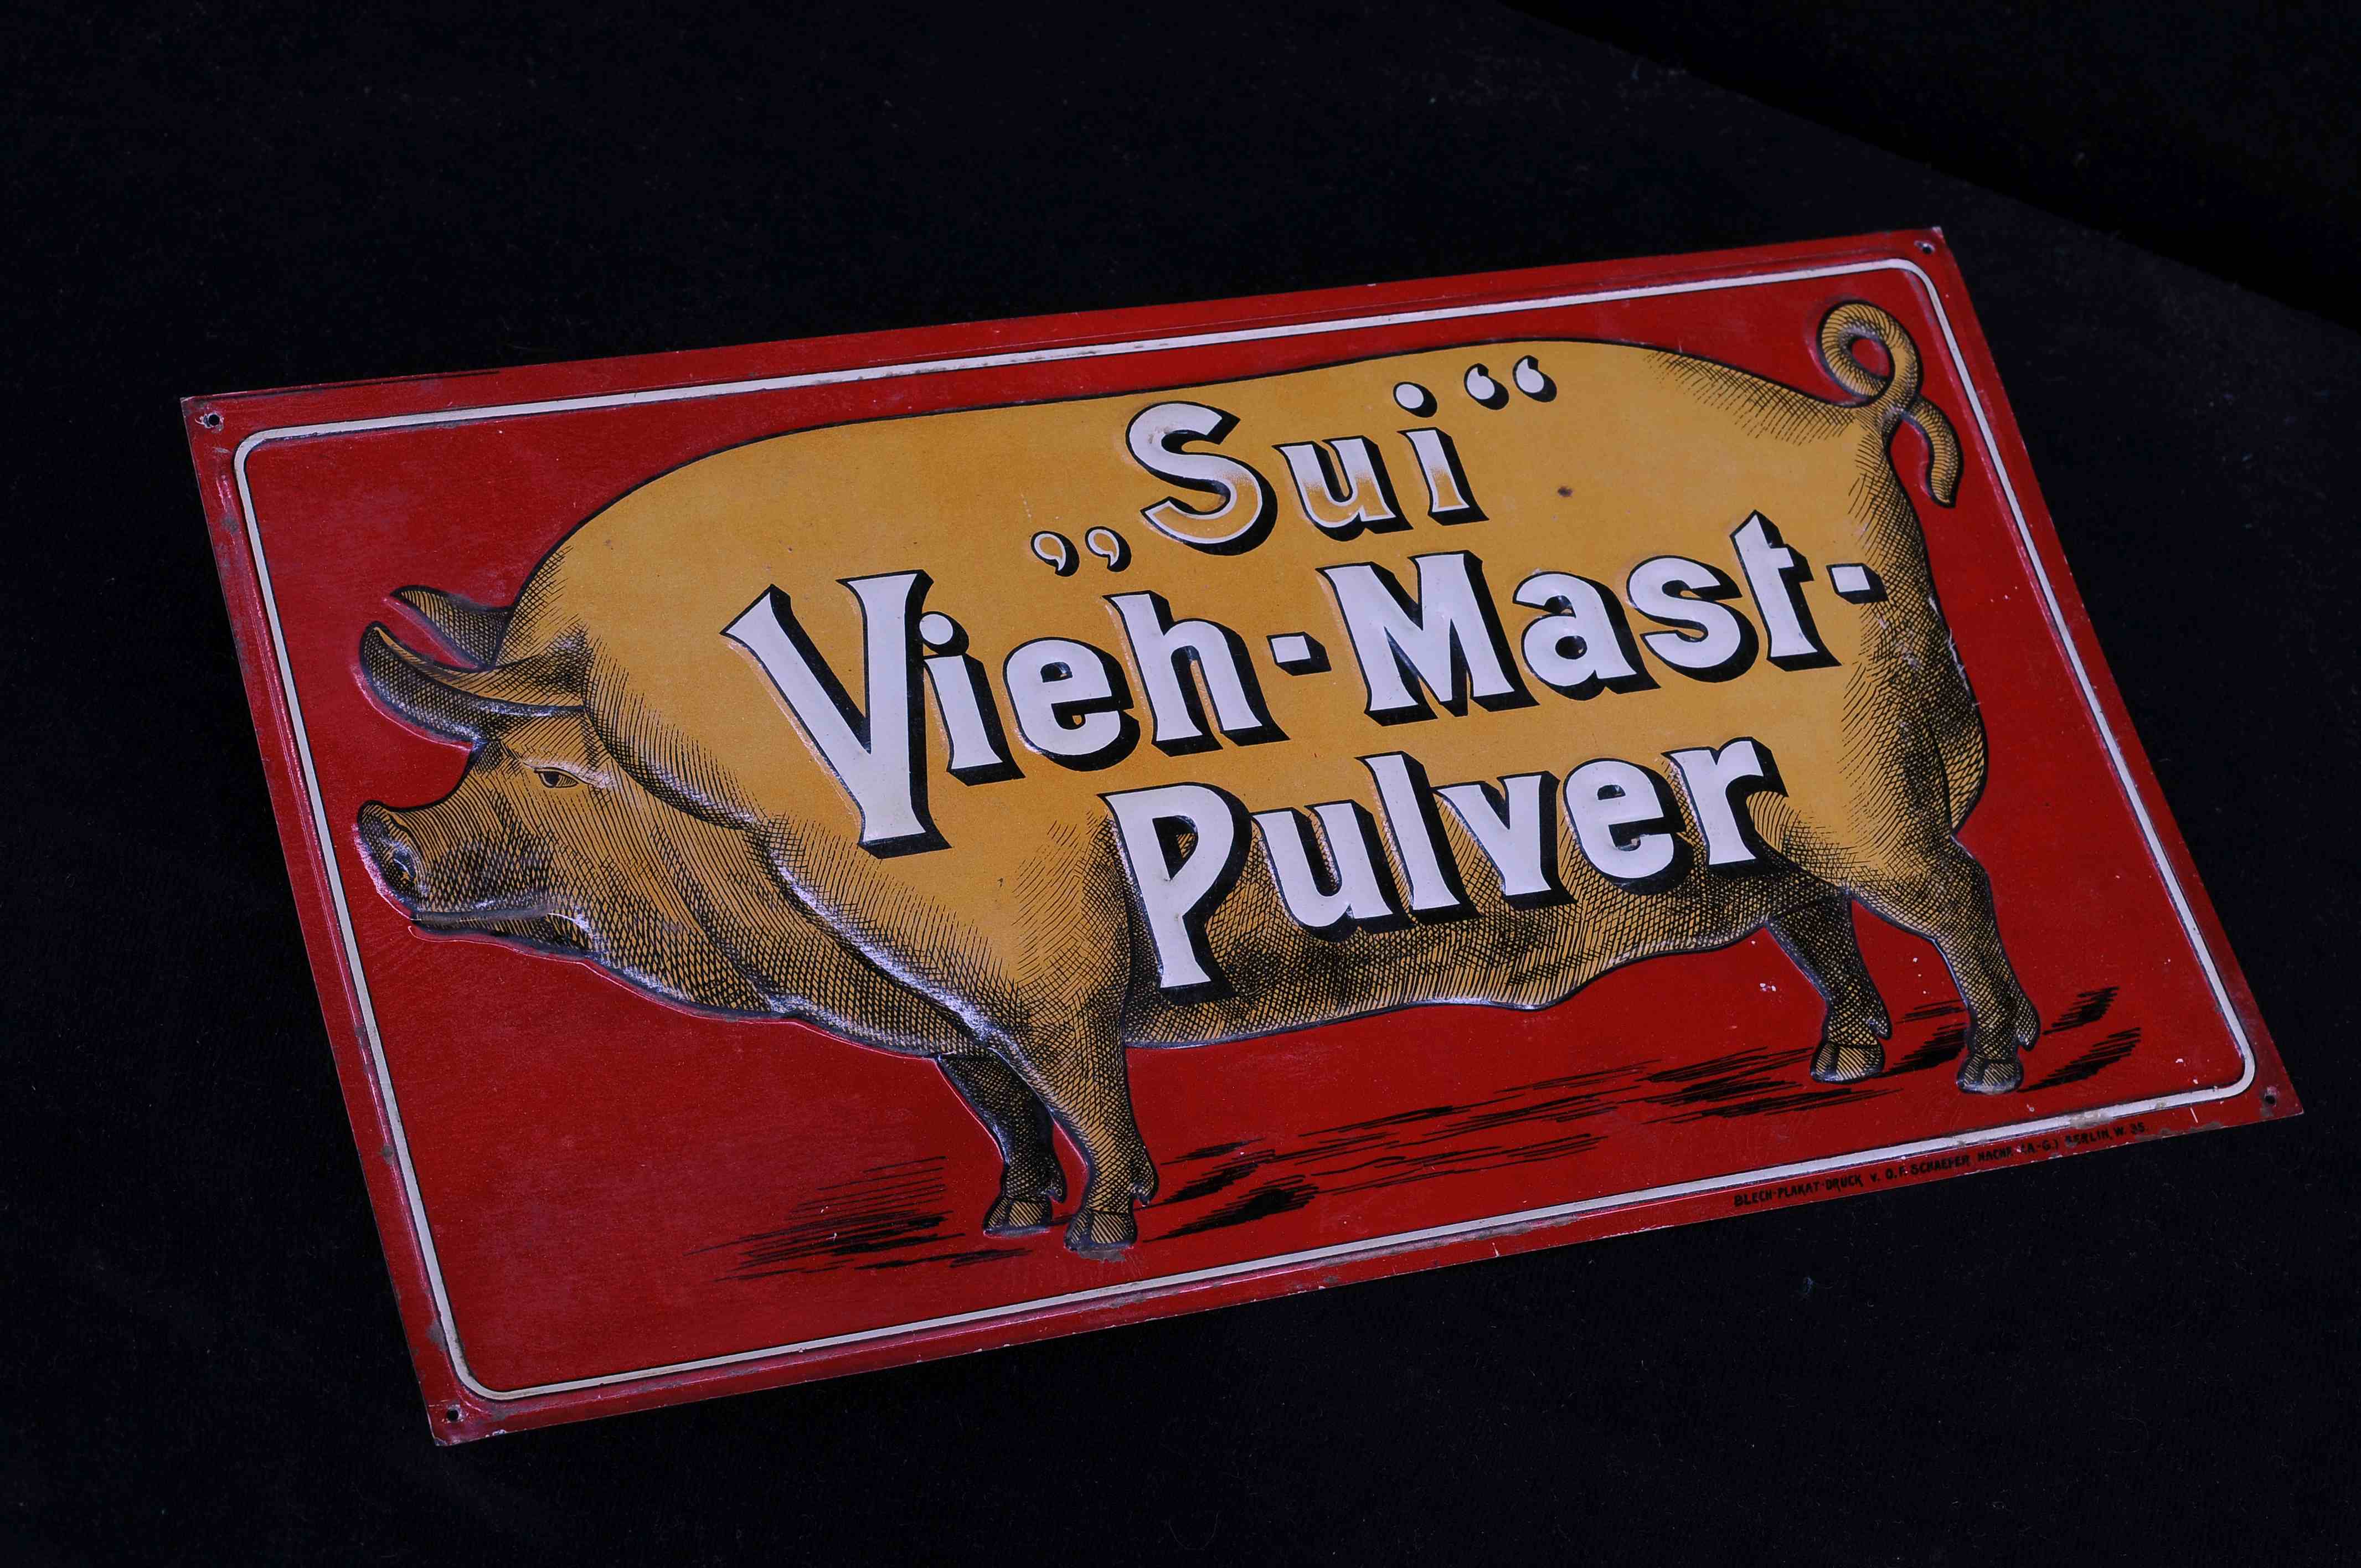 „Sui“
Vieh-Mast-
Pulver
BLECH-PLAKAT-DRUCK v. O. F. SCHAEFER NACHF. (A.-G.) BERLIN, W. 35